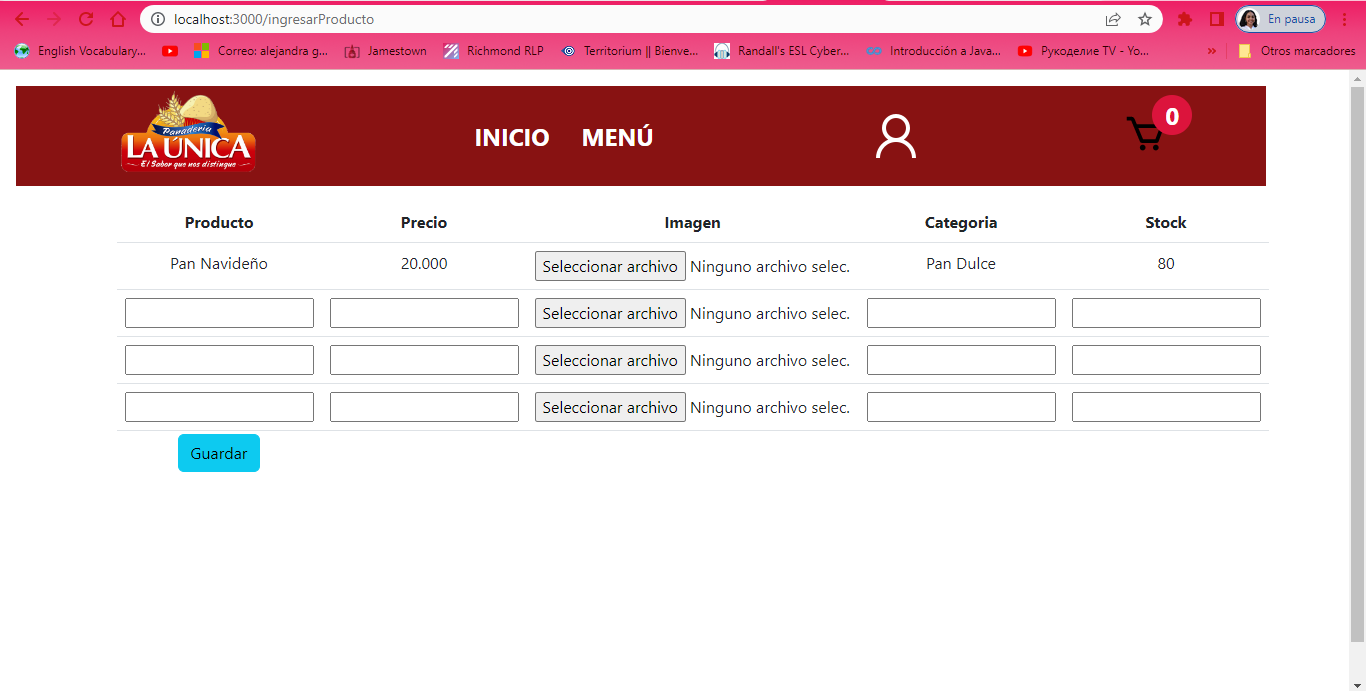 localhost:3000/ingresarProducto
En pausa
English Vocabulary...
Correo: alejandra g...
Jamestown
Richmond RLP
Territorium || Bienve...
Randall's ESL Cyber...
Introducción a Java...
Рукоделие TV - Yo...
»
Otros marcadores
Panadería
LA ÚNICA
El Sabor que nos distingue
INICIO MENÚ
0
Producto Precio Imagen Categoria Stock
Pan Navideño 20.000 Seleccionar archivo Ninguno archivo selec. Pan Dulce 80
Seleccionar archivo Ninguno archivo selec.
Seleccionar archivo Ninguno archivo selec.
Seleccionar archivo Ninguno archivo selec.
Guardar